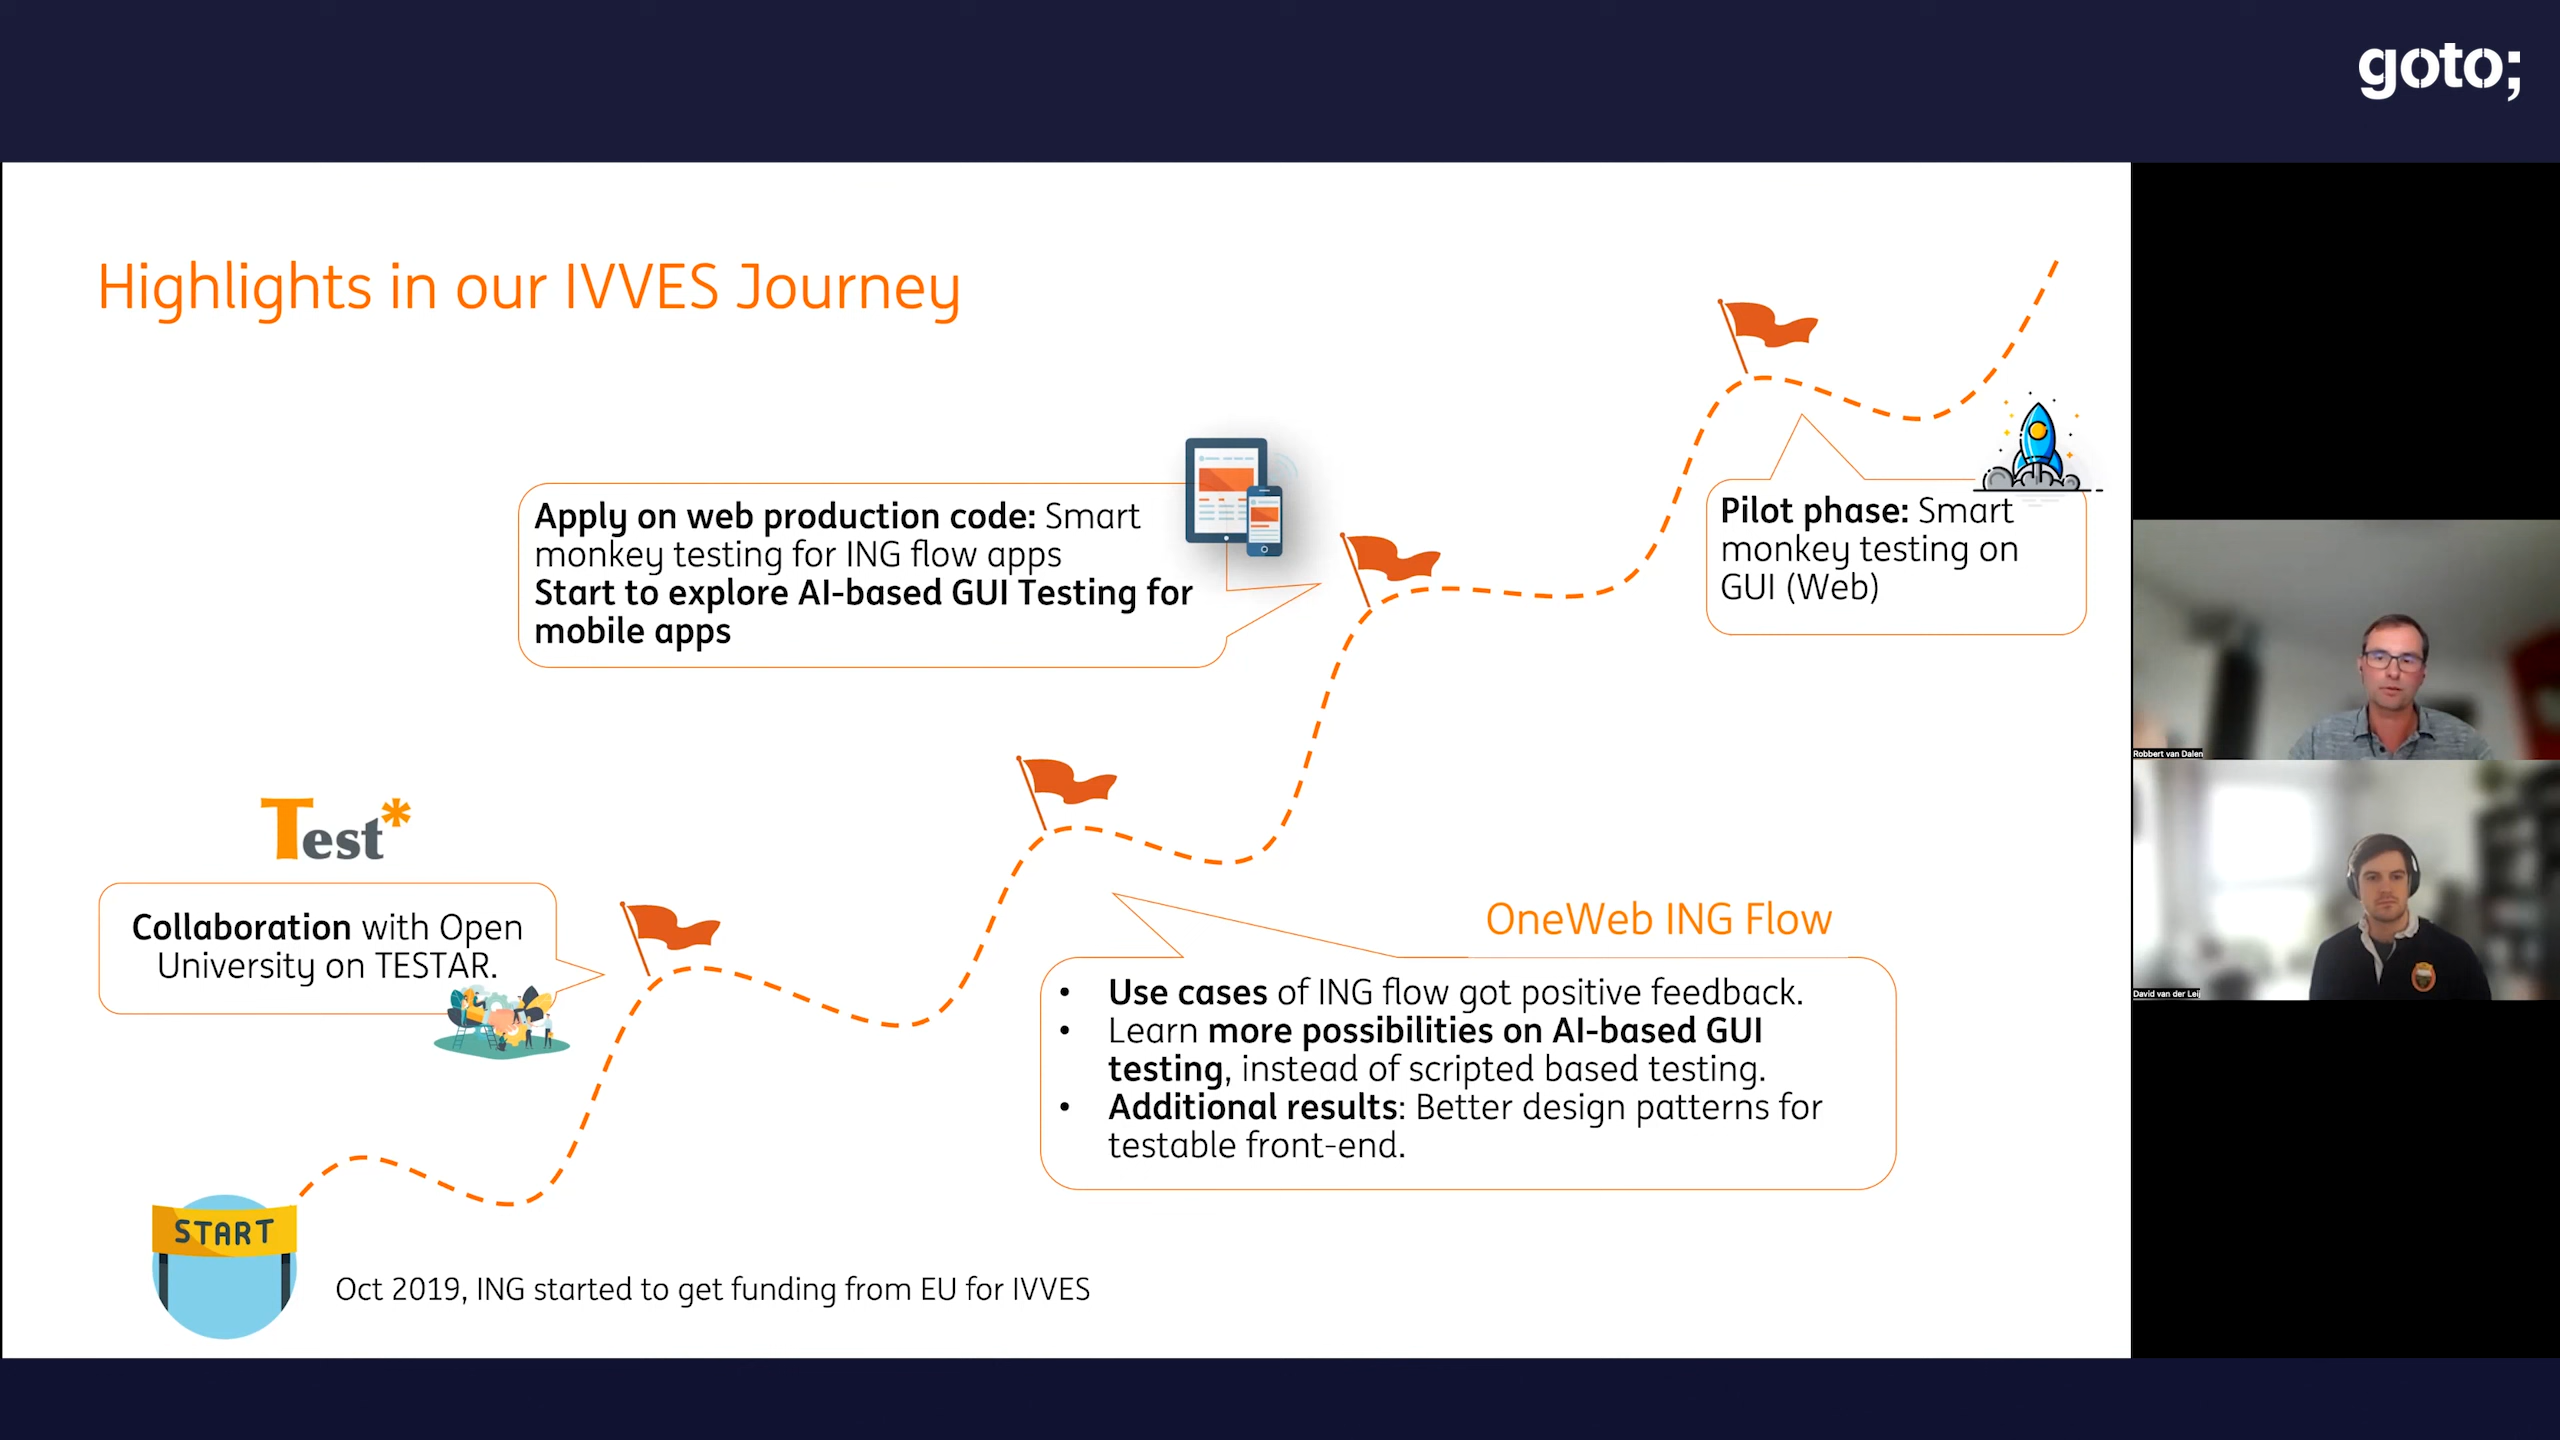 goto;
Highlights in our IVVES Journey
Apply on web production code: Smart
monkey testing for ING flow apps
Start to explore AI-based GUI Testing for
mobile apps
Pilot phase: Smart
monkey testing on
GUI (Web)
Test*
Collaboration with Open
University on TESTAR.
OneWeb ING Flow
• Use cases of ING flow got positive feedback.
• Learn more possibilities on AI-based GUI
testing, instead of scripted based testing.
• Additional results: Better design patterns for
testable front-end.
START
Oct 2019, ING started to get funding from EU for IVVES
Robbert van Dalen
David van der Leij